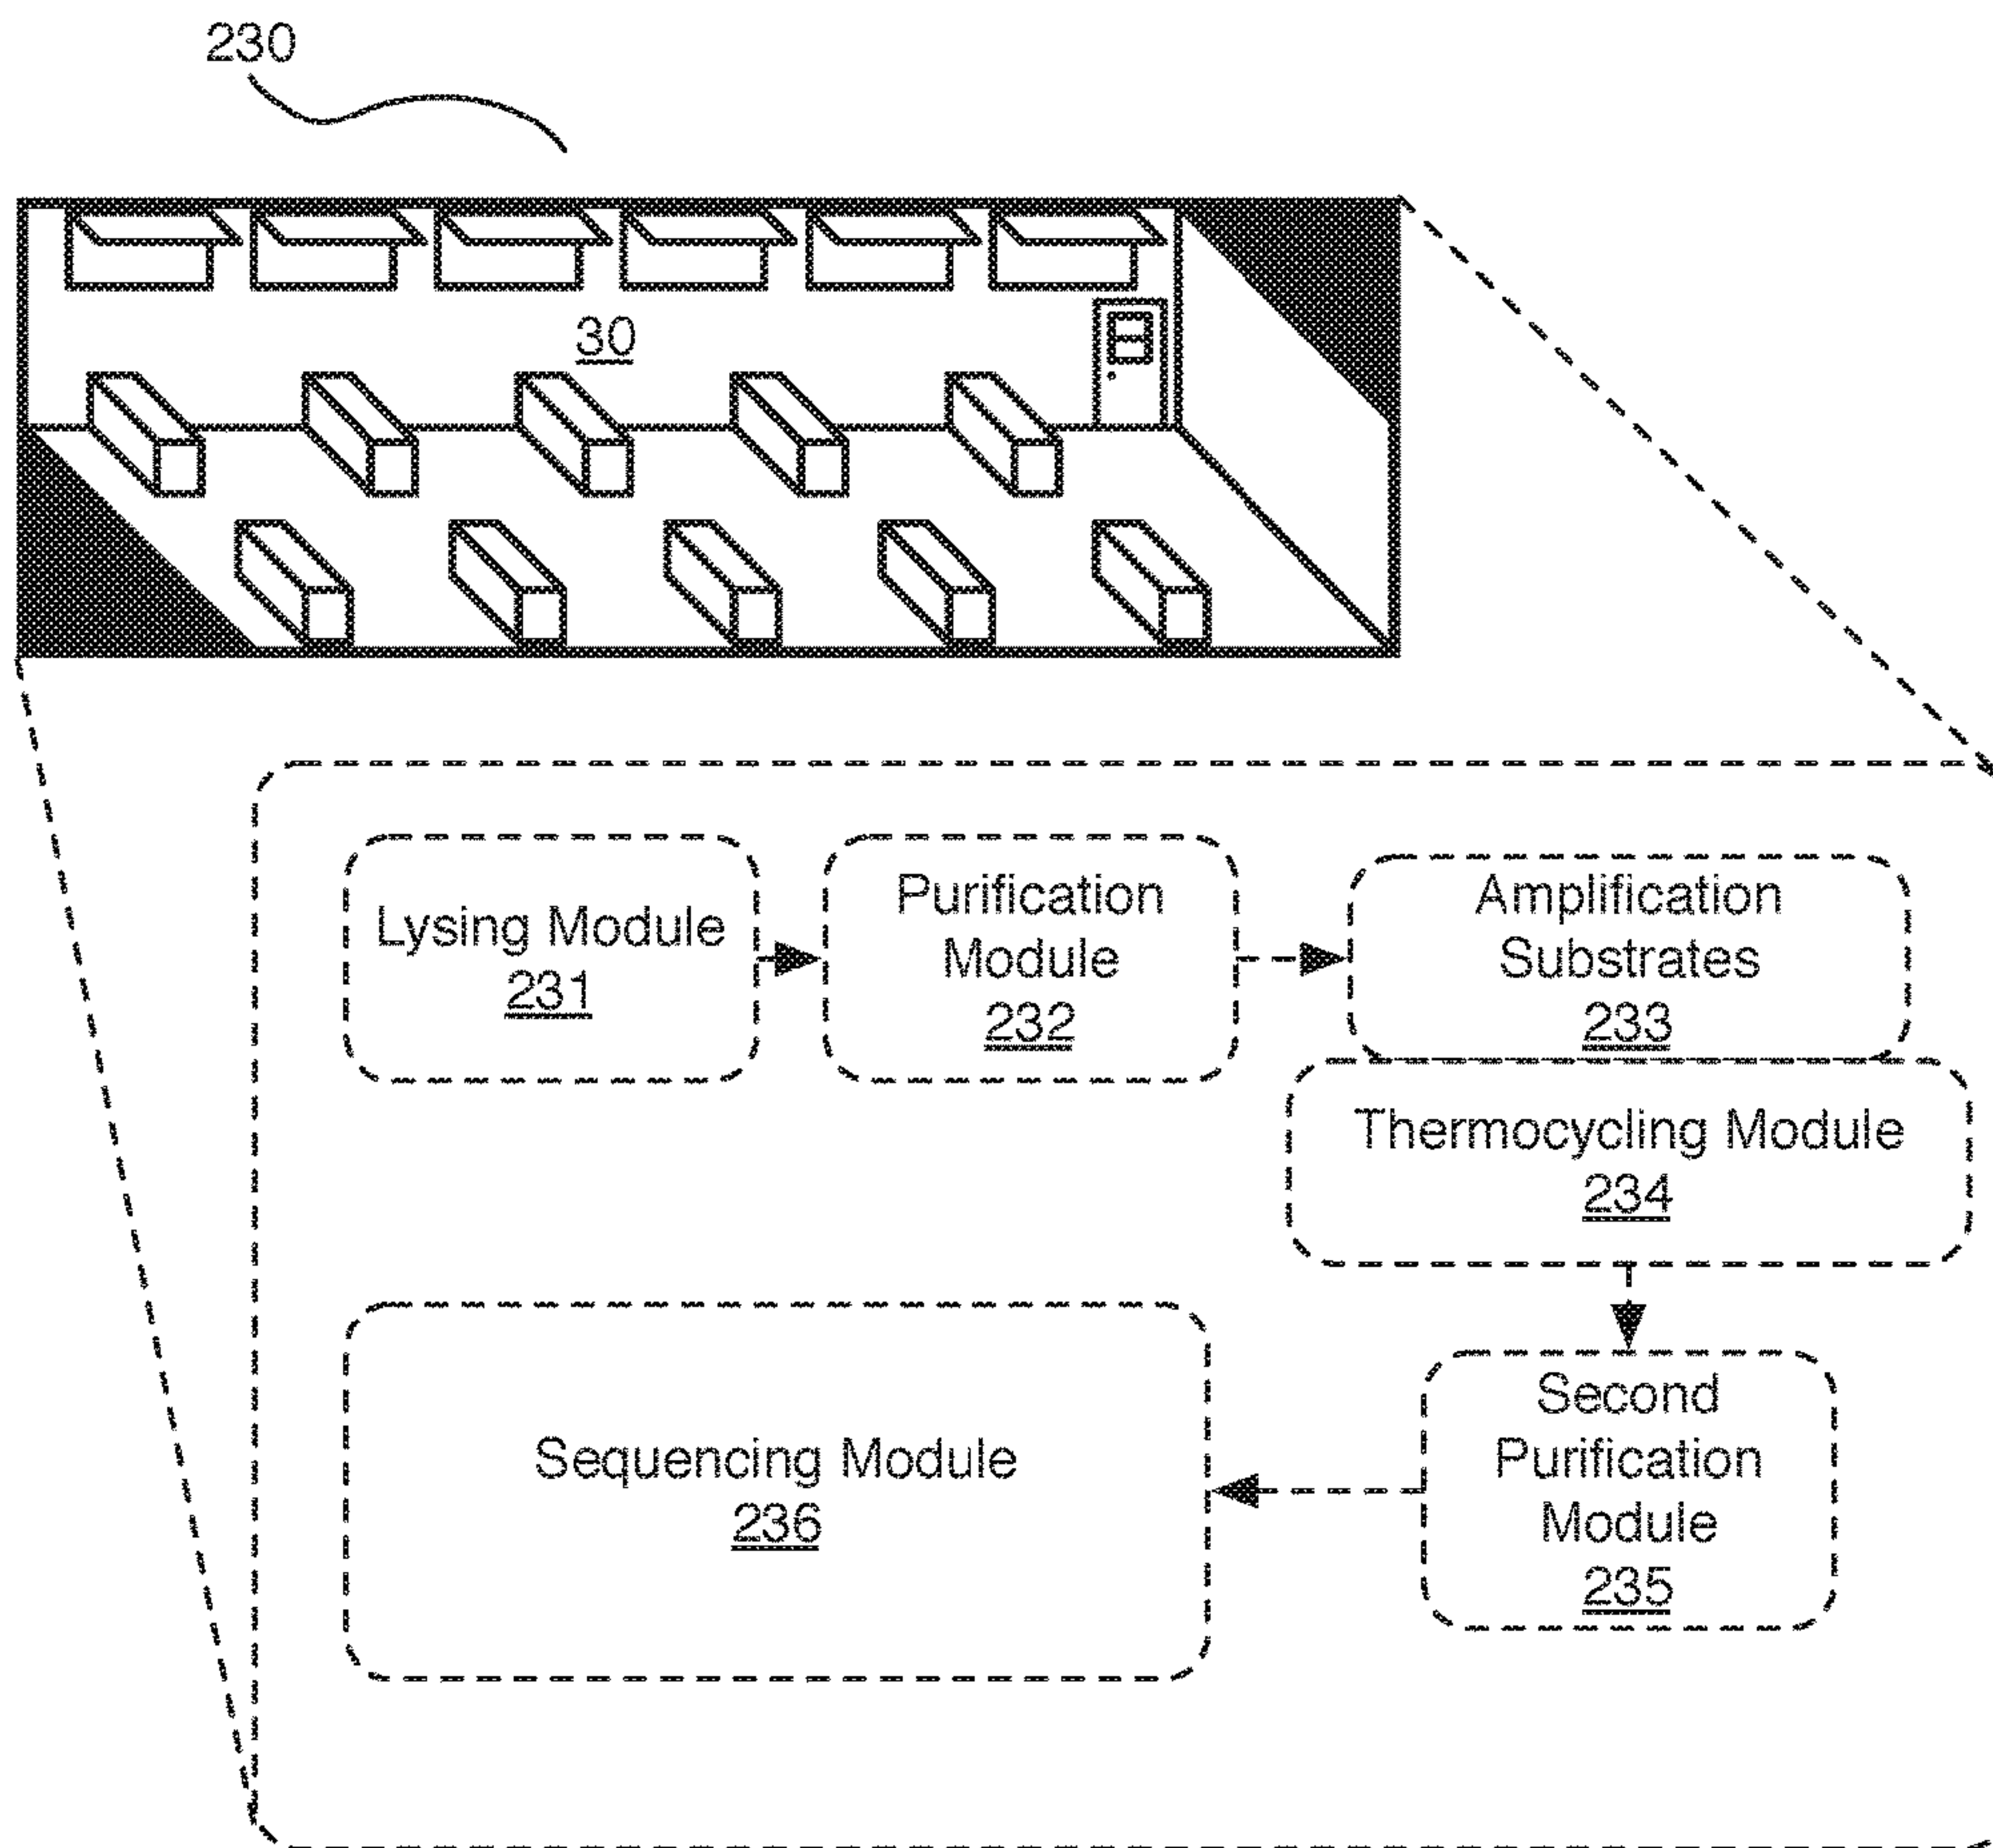 230
30
Lysing Module
231
Purification
Module
232
Amplification
Substrates
233
Thermocycling Module
234
Second
Purification
Module
235
Sequencing Module
236